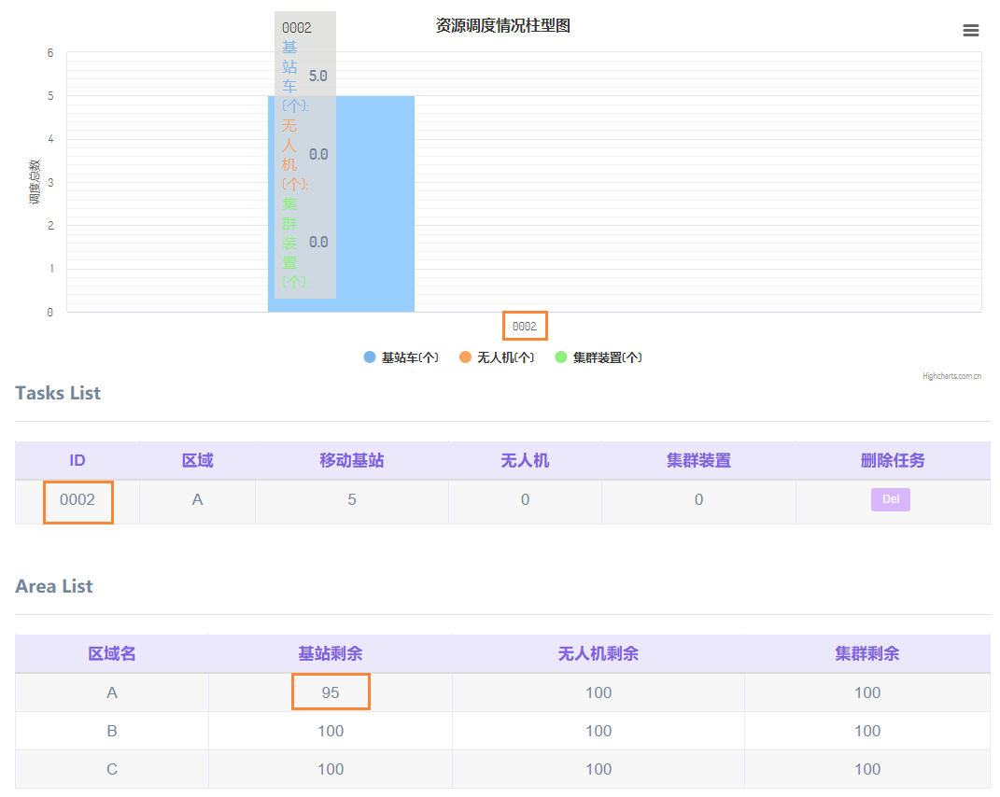 资源调度情况柱型图
0002
基站车(个): 5.0
无人机(个): 0.0
集群装置(个): 0.0
调度总数
6
5
4
3
2
1
0
0002
基站车(个) 无人机(个) 集群装置(个)
Highcharts.com.cn
Tasks List
ID 区域 移动基站 无人机 集群装置 删除任务
0002 A 5 0 0 Del
Area List
区域名 基站剩余 无人机剩余 集群剩余
A 95 100 100
B 100 100 100
C 100 100 100